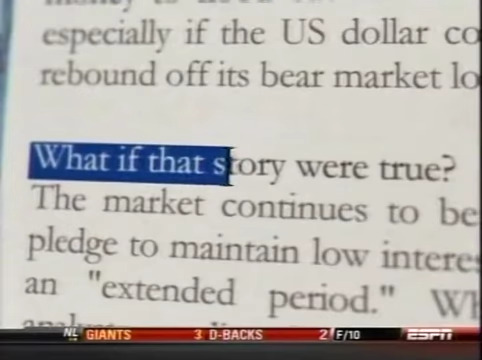 especially if the US dollar co
rebound off its bear market lo
What if that story were true?
The market continues to be
pledge to maintain low interes
an "extended period." Wh
NL GIANTS 3 D-BACKS 2 F/10 ESPN